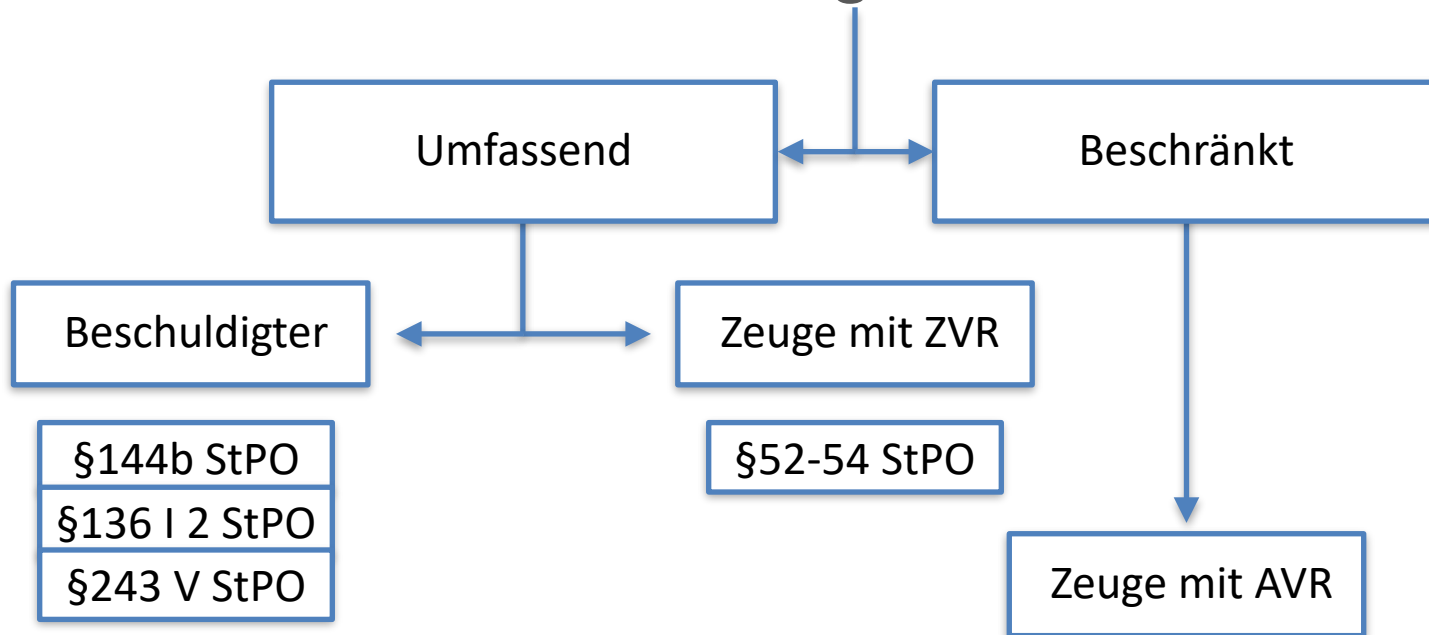 Umfassend
Beschränkt
Beschuldigter
Zeuge mit ZVR
§144b StPO
§52-54 StPO
§136 I 2 StPO
§243 V StPO
Zeuge mit AVR